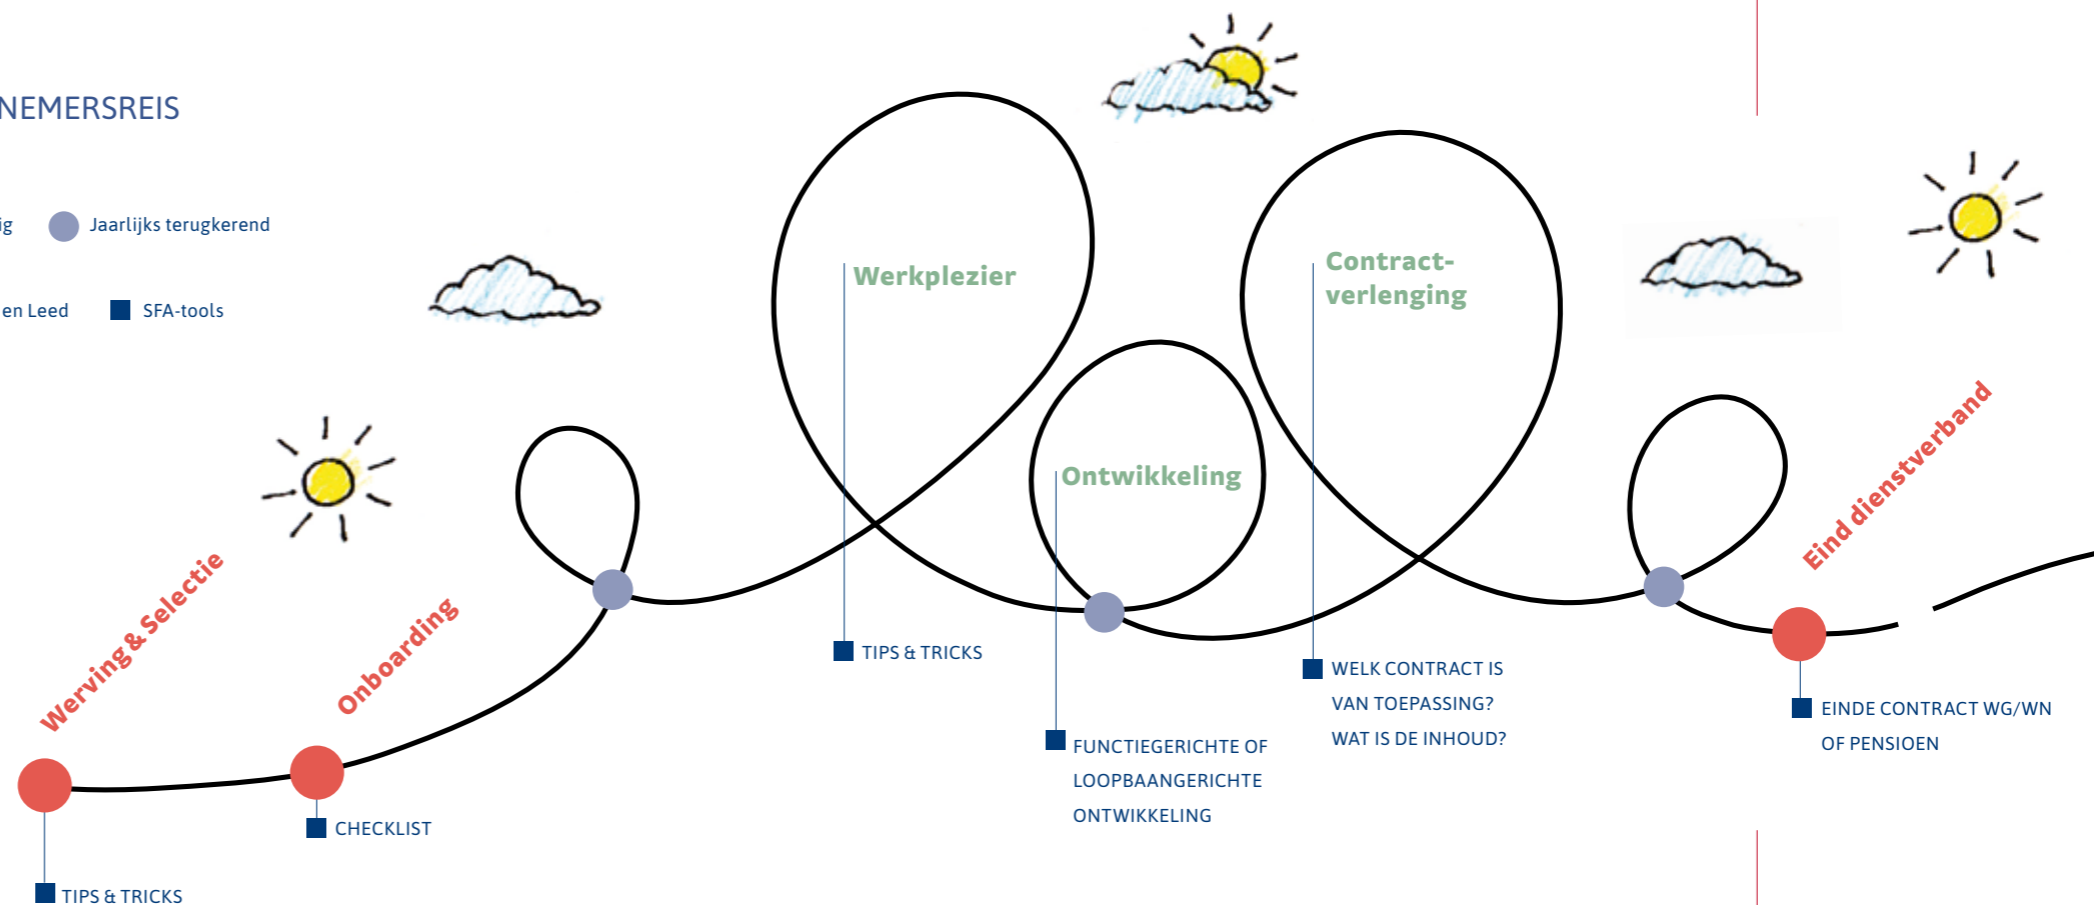 NEMERSREIS
ig
Jaarlijks terugkerend
en Leed
SFA-tools
Werving & Selectie
Onboarding
Werkplezier
Ontwikkeling
Contract-
verlenging
Eind dienstverband
TIPS & TRICKS
CHECKLIST
TIPS & TRICKS
FUNCTIEGERICHTE OF
LOOPBAANGERICHTE
ONTWIKKELING
WELK CONTRACT IS
VAN TOEPASSING?
WAT IS DE INHOUD?
EINDE CONTRACT WG/WN
OF PENSIOEN